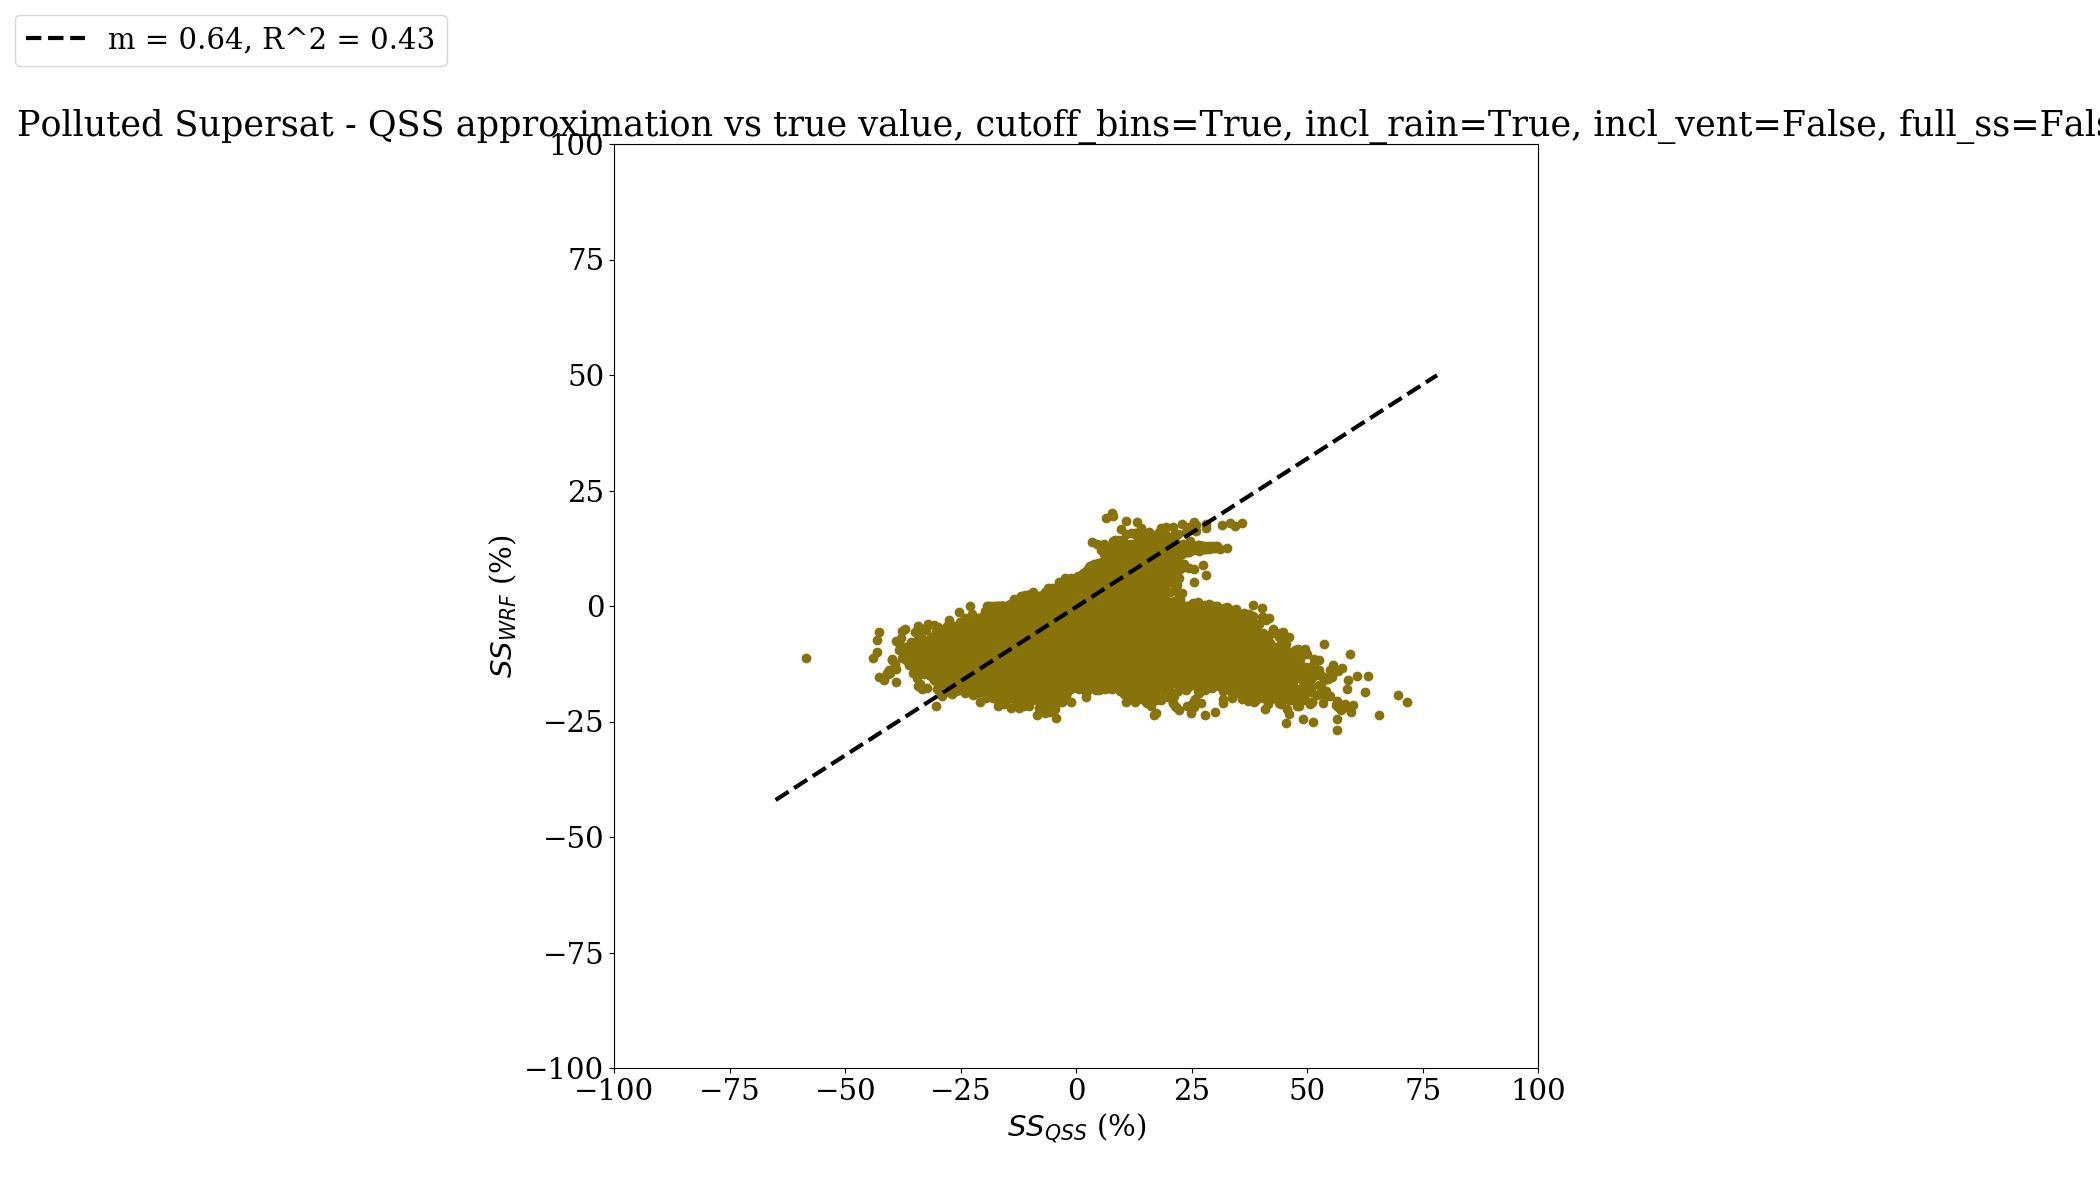 m = 0.64, R^2 = 0.43
Polluted Supersat - QSS approximation vs true value, cutoff_bins=True, incl_rain=True, incl_vent=False, full_ss=Fals
100
75
50
25
0
−25
−50
−75
−100
SS_WRF (%)
−100 −75 −50 −25 0 25 50 75 100
SS_QSS (%)